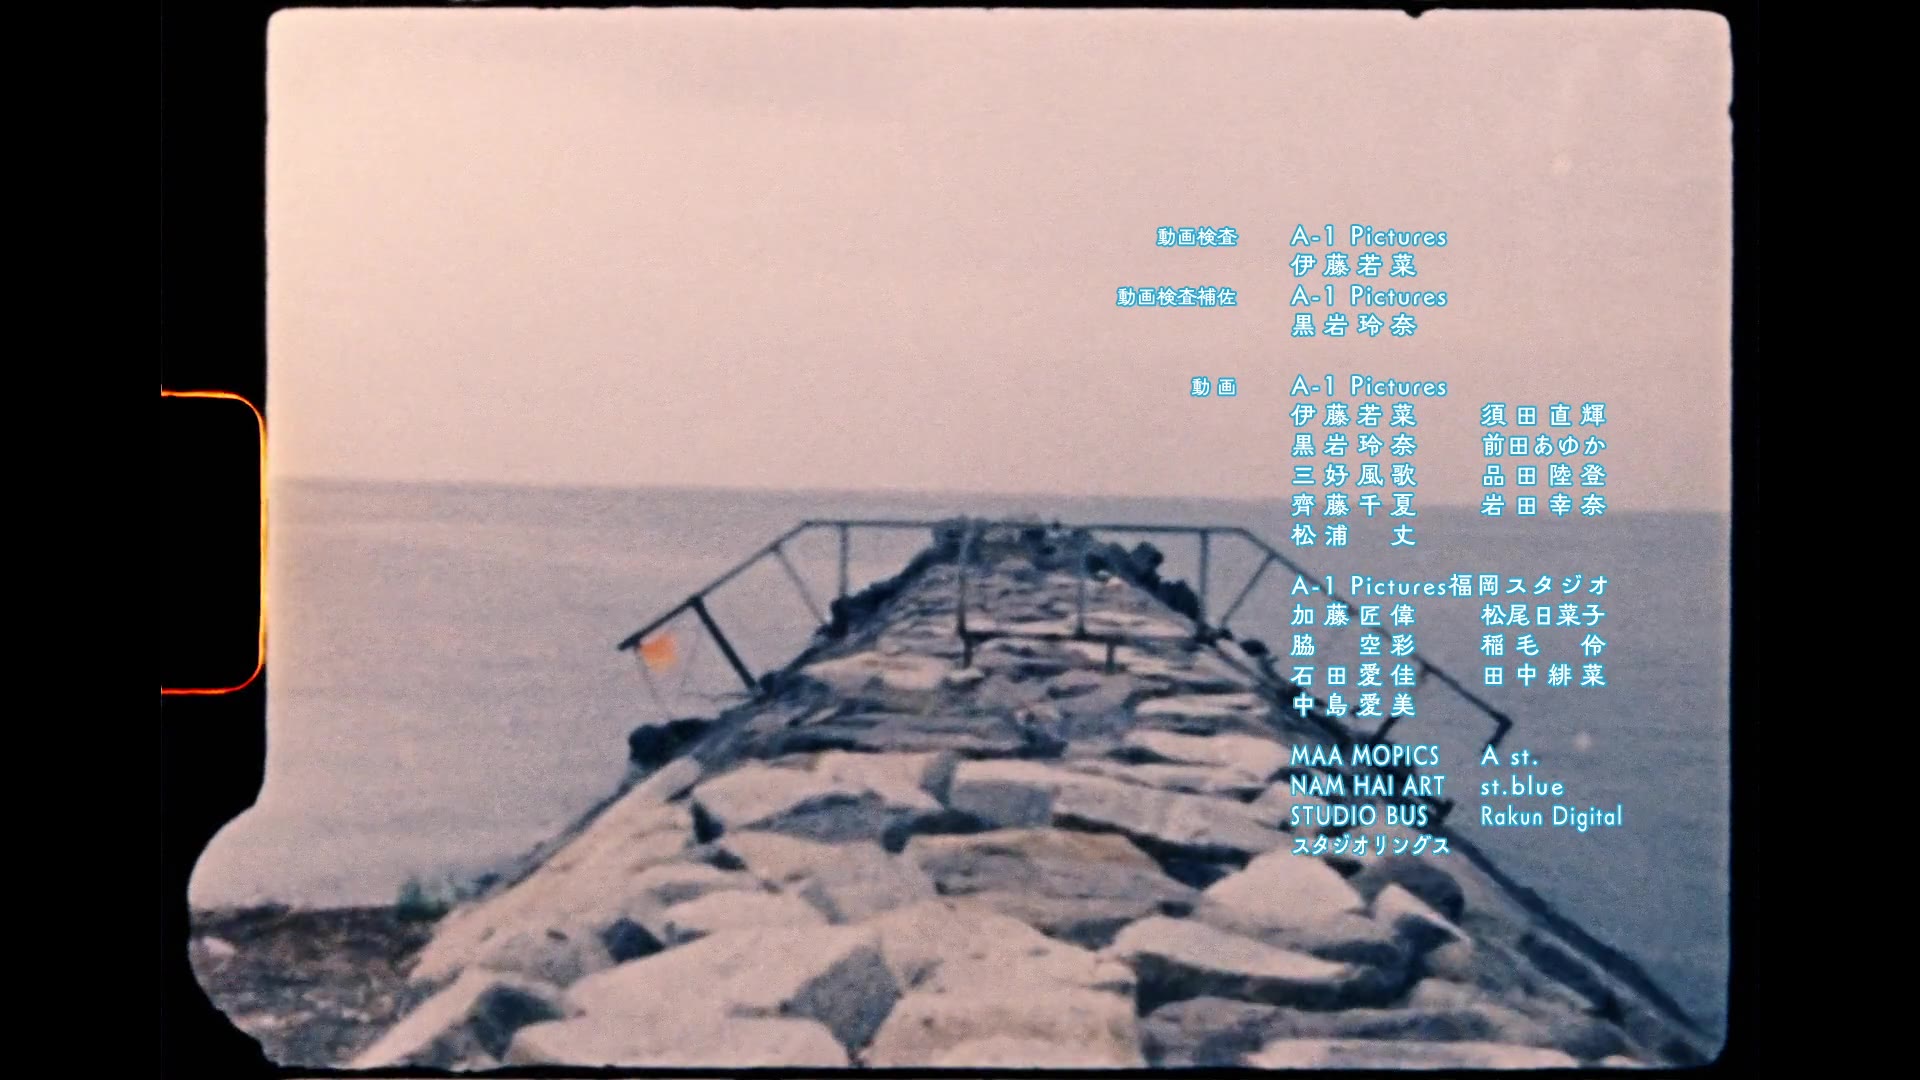 動画検査 A-1 Pictures
伊藤若菜
動画検査補佐 A-1 Pictures
黒岩玲奈
動画 A-1 Pictures
伊藤若菜 須田直輝
黒岩玲奈 前田あゆか
三好風歌 品田陸登
齊藤千夏 岩田幸奈
松浦 丈
A-1 Pictures福岡スタジオ
加藤匠偉 松尾日菜子
脇 空彩 稲毛 伶
石田愛佳 田中緋菜
中島愛美
MAA MOPICS A st.
NAM HAI ART st.blue
STUDIO BUS Rakun Digital
スタジオリングス